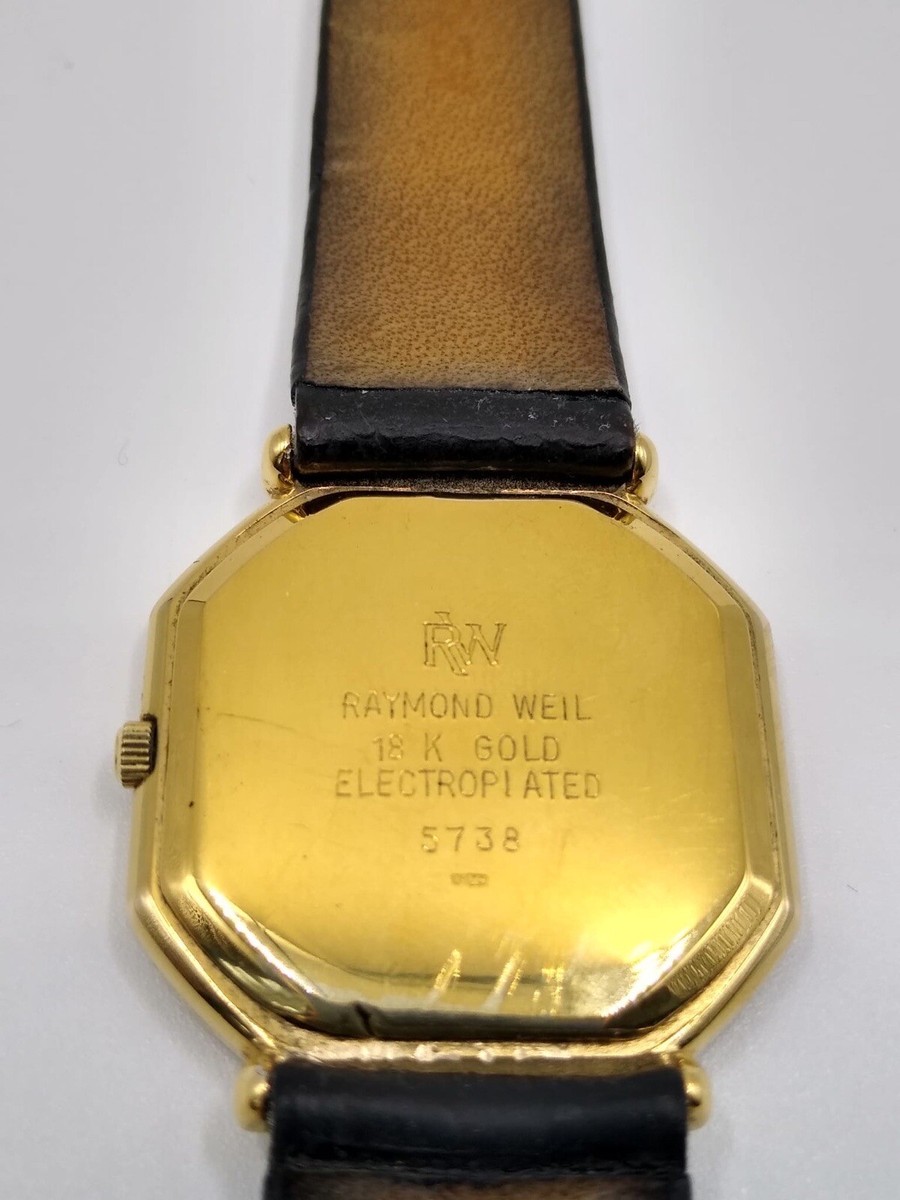 RW
RAYMOND WEIL
18 K GOLD
ELECTROPLATED
5738